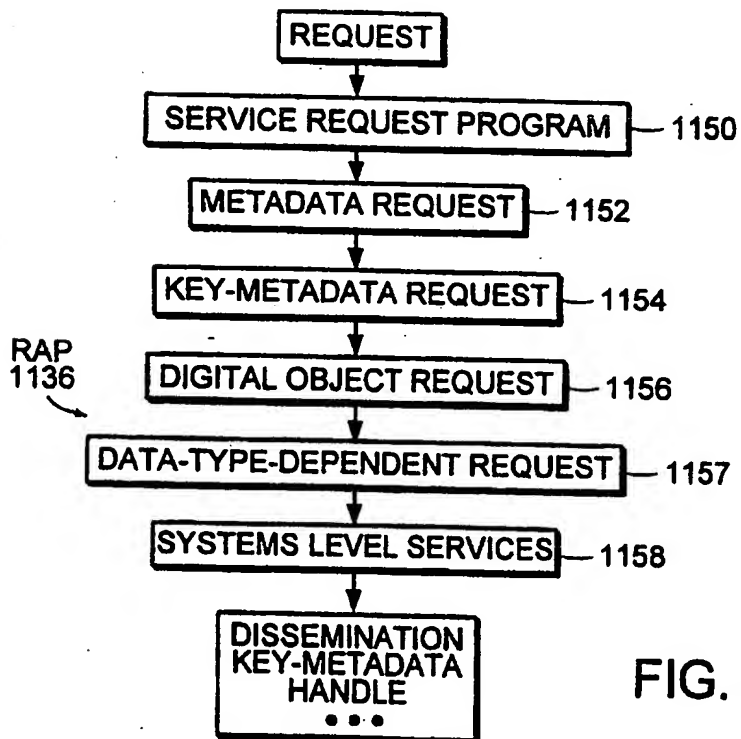 REQUEST
SERVICE REQUEST PROGRAM 1150
METADATA REQUEST 1152
KEY-METADATA REQUEST 1154
RAP
1136
DIGITAL OBJECT REQUEST 1156
DATA-TYPE-DEPENDENT REQUEST 1157
SYSTEMS LEVEL SERVICES 1158
DISSEMINATION
KEY-METADATA
HANDLE
•••
FIG.